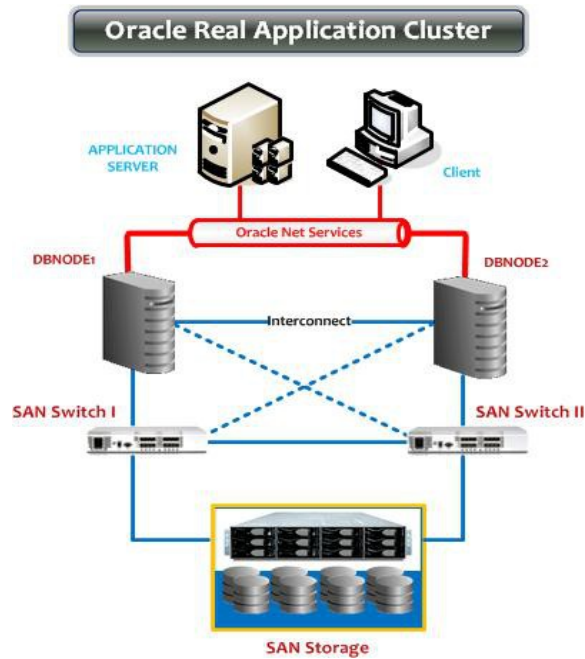 Oracle Real Application Cluster
APPLICATION
SERVER
Client
Oracle Net Services
DBNODE1
DBNODE2
Interconnect
SAN Switch I
SAN Switch II
SAN Storage